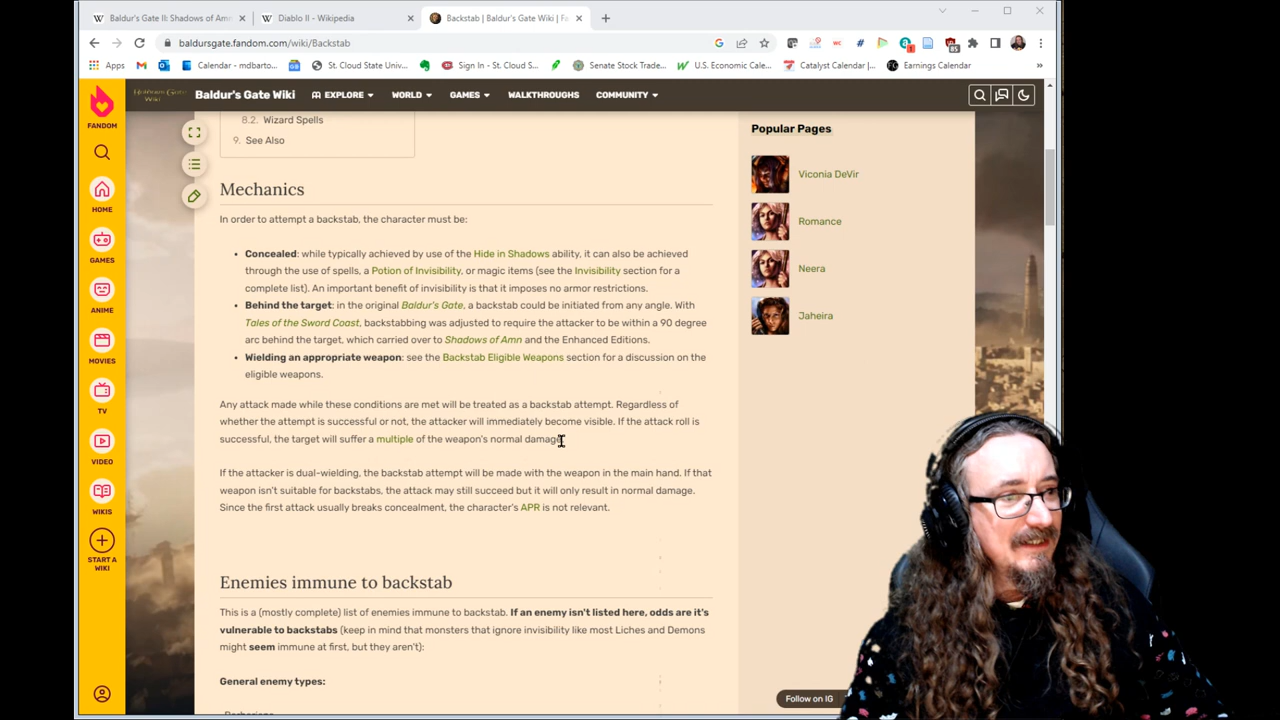 Baldur's Gate II: Shadows of Amn
Diablo II - Wikipedia
Backstab | Baldur's Gate Wiki | Fa
baldursgate.fandom.com/wiki/Backstab
85
Apps
Calendar - mdbarto...
St. Cloud State Univ...
Sign In - St. Cloud S...
Senate Stock Trade...
U.S. Economic Cale...
Catalyst Calendar |...
Earnings Calendar
»
FANDOM
HOME
GAMES
ANIME
MOVIES
TV
VIDEO
WIKIS
START A
WIKI
Baldur's Gate Wiki
EXPLORE
WORLD
GAMES
WALKTHROUGHS
COMMUNITY
8.2. Wizard Spells
9. See Also
Mechanics
In order to attempt a backstab, the character must be:
• Concealed: while typically achieved by use of the Hide in Shadows ability, it can also be achieved
through the use of spells, a Potion of Invisibility, or magic items (see the Invisibility section for a
complete list). An important benefit of invisibility is that it imposes no armor restrictions.
• Behind the target: in the original Baldur's Gate, a backstab could be initiated from any angle. With
Tales of the Sword Coast, backstabbing was adjusted to require the attacker to be within a 90 degree
arc behind the target, which carried over to Shadows of Amn and the Enhanced Editions.
• Wielding an appropriate weapon: see the Backstab Eligible Weapons section for a discussion on the
eligible weapons.
Any attack made while these conditions are met will be treated as a backstab attempt. Regardless of
whether the attempt is successful or not, the attacker will immediately become visible. If the attack roll is
successful, the target will suffer a multiple of the weapon's normal damage.
If the attacker is dual-wielding, the backstab attempt will be made with the weapon in the main hand. If that
weapon isn't suitable for backstabs, the attack may still succeed but it will only result in normal damage.
Since the first attack usually breaks concealment, the character's APR is not relevant.
Enemies immune to backstab
This is a (mostly complete) list of enemies immune to backstab. If an enemy isn't listed here, odds are it's
vulnerable to backstabs (keep in mind that monsters that ignore invisibility like most Liches and Demons
might seem immune at first, but they aren't):
General enemy types:
Popular Pages
Viconia DeVir
Romance
Neera
Jaheira
Follow on IG